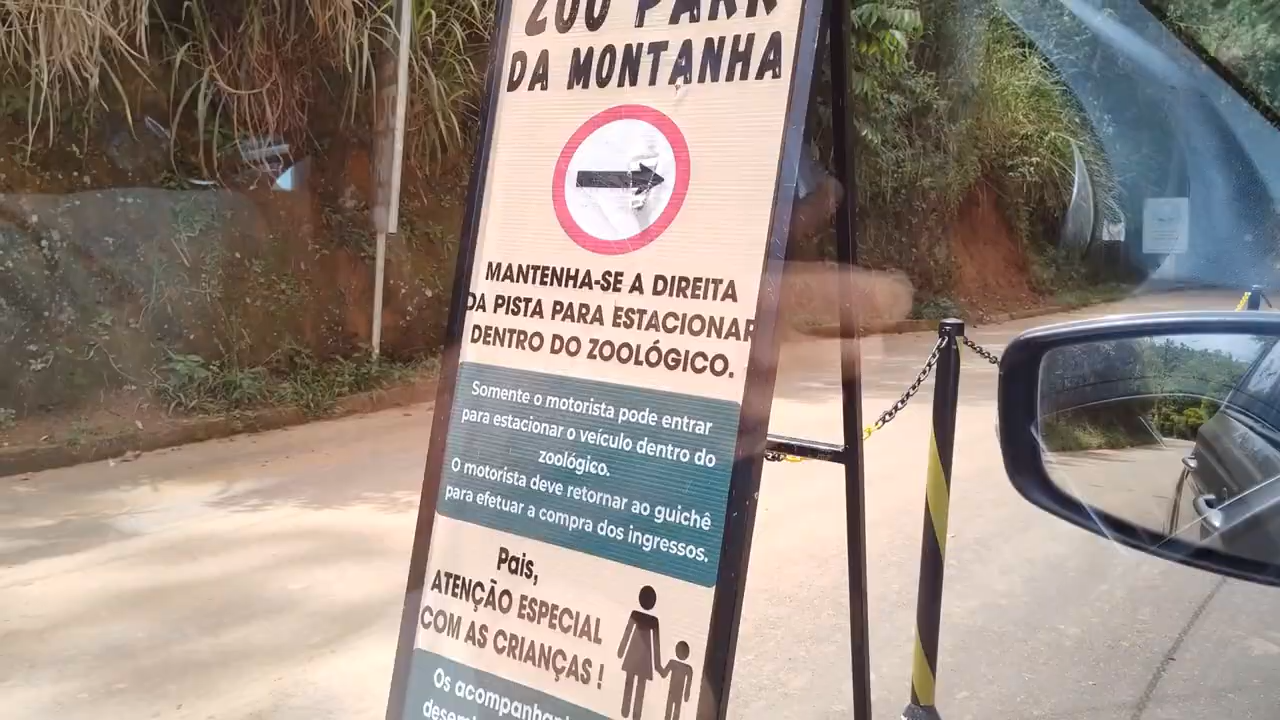 ZOO PARK
DA MONTANHA
MANTENHA-SE A DIREITA
DA PISTA PARA ESTACIONAR
DENTRO DO ZOOLÓGICO.
Somente o motorista pode entrar
para estacionar o veículo dentro do
zoológico.
O motorista deve retornar ao guichê
para efetuar a compra dos ingressos.
Pais,
ATENÇÃO ESPECIAL
COM AS CRIANÇAS !
Os